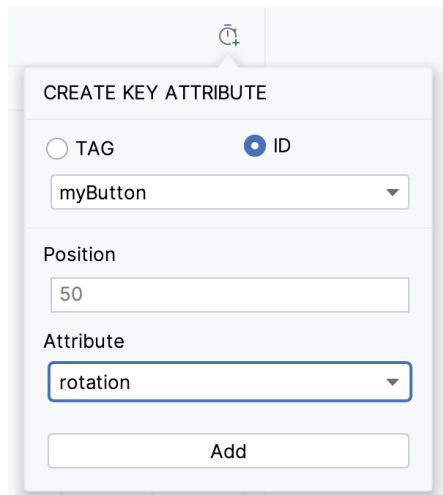 CREATE KEY ATTRIBUTE
TAG
ID
myButton
Position
50
Attribute
rotation
Add